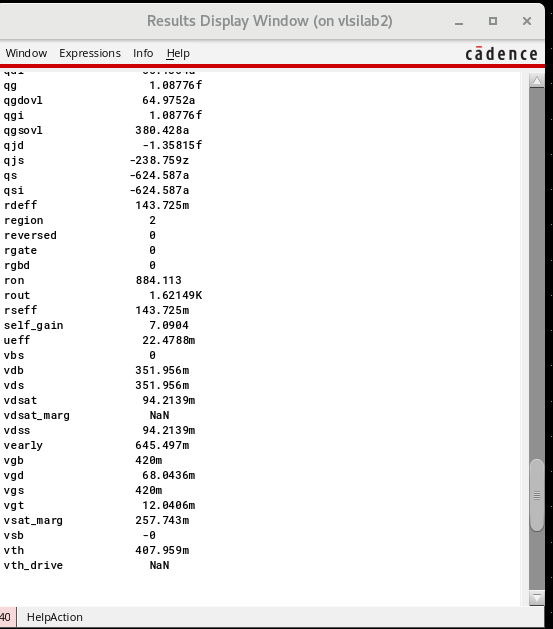 Results Display Window (on vlsilab2)
Window Expressions Info Help cādence
qg 1.08776f
qgdovl 64.9752a
qgi 1.08776f
qgsovl 380.428a
qjd -1.35815f
qjs -238.759z
qs -624.587a
qsi -624.587a
rdeff 143.725m
region 2
reversed 0
rgate 0
rgbd 0
ron 884.113
rout 1.62149K
rseff 143.725m
self_gain 7.0904
ueff 22.4788m
vbs 0
vdb 351.956m
vds 351.956m
vdsat 94.2139m
vdsat_marg NaN
vdss 94.2139m
vearly 645.497m
vgb 420m
vgd 68.0436m
vgs 420m
vgt 12.0406m
vsat_marg 257.743m
vsb -0
vth 407.959m
vth_drive NaN
40 HelpAction